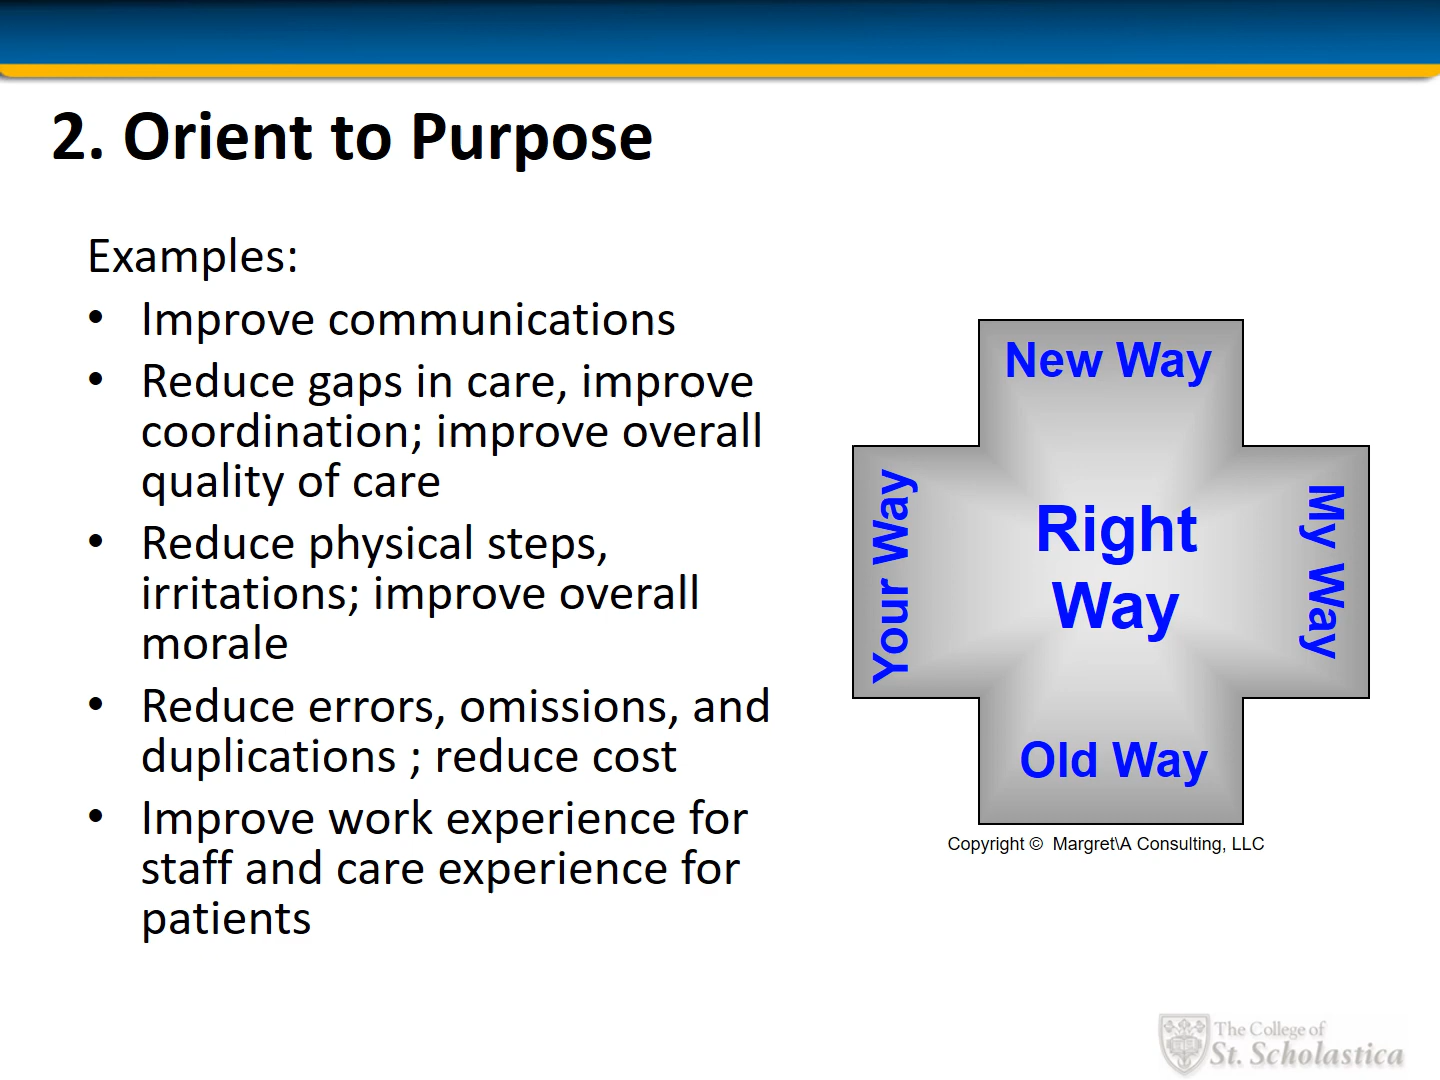 2. Orient to Purpose
Examples:
• Improve communications
• Reduce gaps in care, improve
coordination; improve overall
quality of care
• Reduce physical steps,
irritations; improve overall
morale
• Reduce errors, omissions, and
duplications ; reduce cost
• Improve work experience for
staff and care experience for
patients
New Way
Your Way
Right
Way
My Way
Old Way
Copyright © Margret\A Consulting, LLC
The College of
St. Scholastica